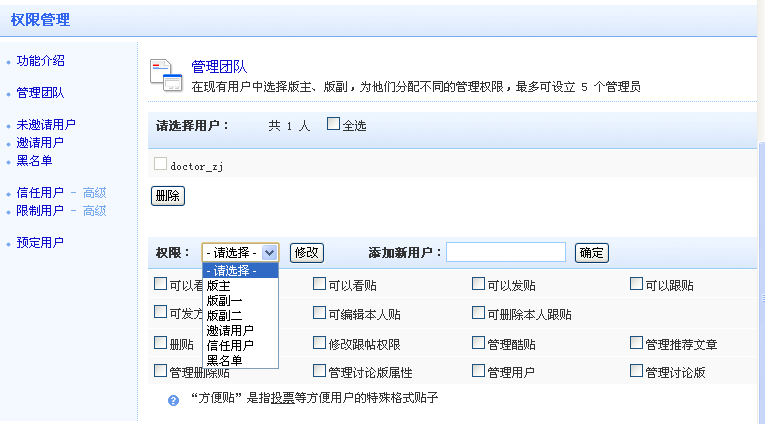 权限管理
功能介绍
管理团队
未邀请用户
邀请用户
黑名单
信任用户 - 高级
限制用户 - 高级
预定用户
管理团队
在现有用户中选择版主、版副，为他们分配不同的管理权限，最多可设立 5 个管理员
请选择用户： 共 1 人 全选
doctor_zj
删除
权限： - 请选择 - 修改 添加新用户： 确定
- 请选择 -
版主
版副一
版副二
邀请用户
信任用户
黑名单
可以看 可以看贴 可以发贴 可以跟贴
可发方 可编辑本人贴 可删除本人跟贴
删贴 修改跟帖权限 管理酷贴 管理推荐文章
管理删除贴 管理讨论版属性 管理用户 管理讨论版
“方便贴”是指投票等方便用户的特殊格式贴子